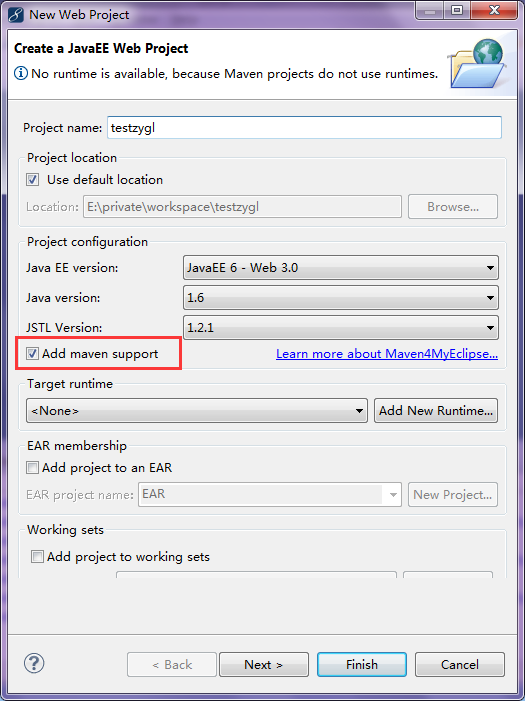 New Web Project
Create a JavaEE Web Project
No runtime is available, because Maven projects do not use runtimes.
Project name: testzygl
Project location
Use default location
Location: E:\private\workspace\testzygl Browse...
Project configuration
Java EE version: JavaEE 6 - Web 3.0
Java version: 1.6
JSTL Version: 1.2.1
Add maven support Learn more about Maven4MyEclipse...
Target runtime
<None> Add New Runtime...
EAR membership
Add project to an EAR
EAR project name: EAR New Project...
Working sets
Add project to working sets
? < Back Next > Finish Cancel